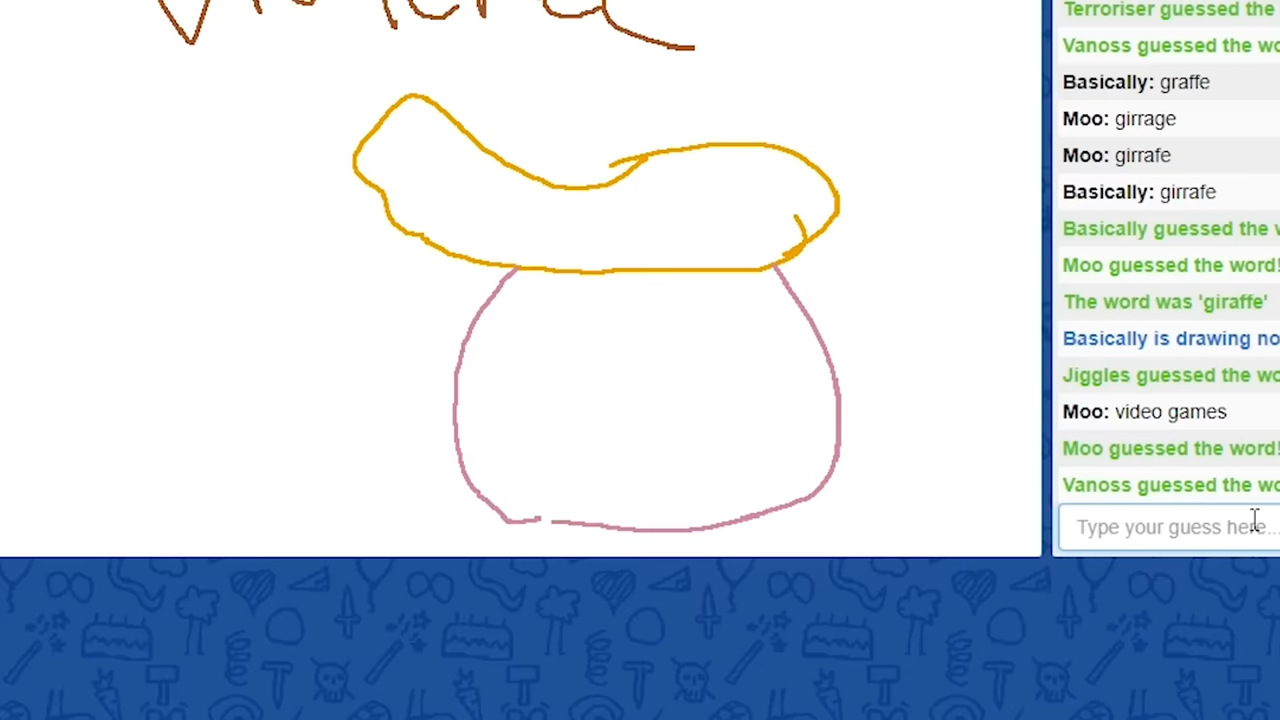 Terroriser guessed the
Vanoss guessed the wo
Basically: graffe
Moo: girrage
Moo: girrafe
Basically: girrafe
Basically guessed the w
Moo guessed the word!
The word was 'giraffe'
Basically is drawing no
Jiggles guessed the wo
Moo: video games
Moo guessed the word!
Vanoss guessed the wo
Type your guess here...